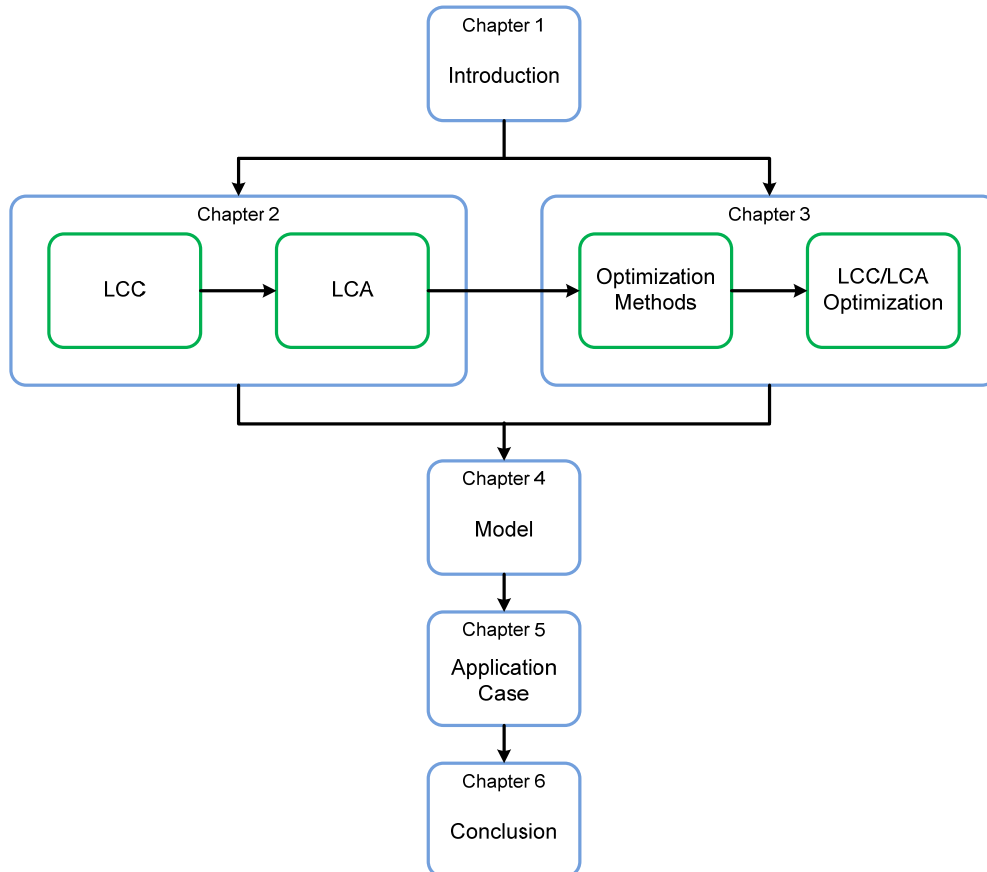 Chapter 1
Introduction
Chapter 2
LCC
LCA
Chapter 3
Optimization
Methods
LCC/LCA
Optimization
Chapter 4
Model
Chapter 5
Application
Case
Chapter 6
Conclusion